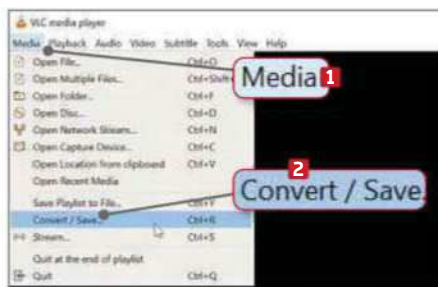 VLC media player
Media Playback Audio Video Subtitle Tools View Help
Open File... Ctrl+O
Open Multiple Files... Ctrl+Shift+
Open Folder... Ctrl+F
Open Disc... Ctrl+D
Open Network Stream... Ctrl+N
Open Capture Device... Ctrl+C
Open Location from clipboard Ctrl+V
Open Recent Media
Save Playlist to File... Ctrl+Y
Convert / Save... Ctrl+R
Stream... Ctrl+S
Quit at the end of playlist
Quit Ctrl+Q
Media 1
2
Convert / Save